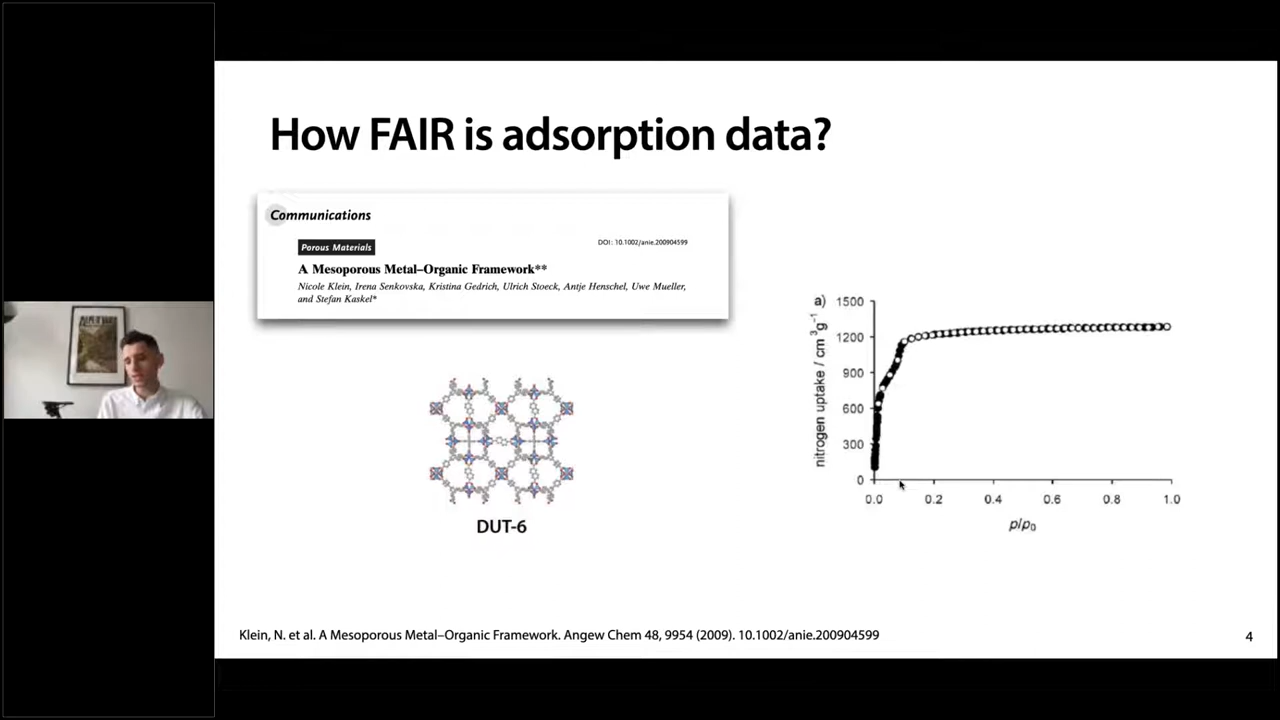 How FAIR is adsorption data?
Communications
Porous Materials
DOI: 10.1002/anie.200904599
A Mesoporous Metal–Organic Framework**
Nicole Klein, Irena Senkovska, Kristina Gedrich, Ulrich Stoeck, Antje Henschel, Uwe Mueller,
and Stefan Kaskel*
DUT-6
a)
1500
1200
900
600
300
0
nitrogen uptake / cm³g⁻¹
0.0 0.2 0.4 0.6 0.8 1.0
p/p₀
Klein, N. et al. A Mesoporous Metal–Organic Framework. Angew Chem 48, 9954 (2009). 10.1002/anie.200904599
4